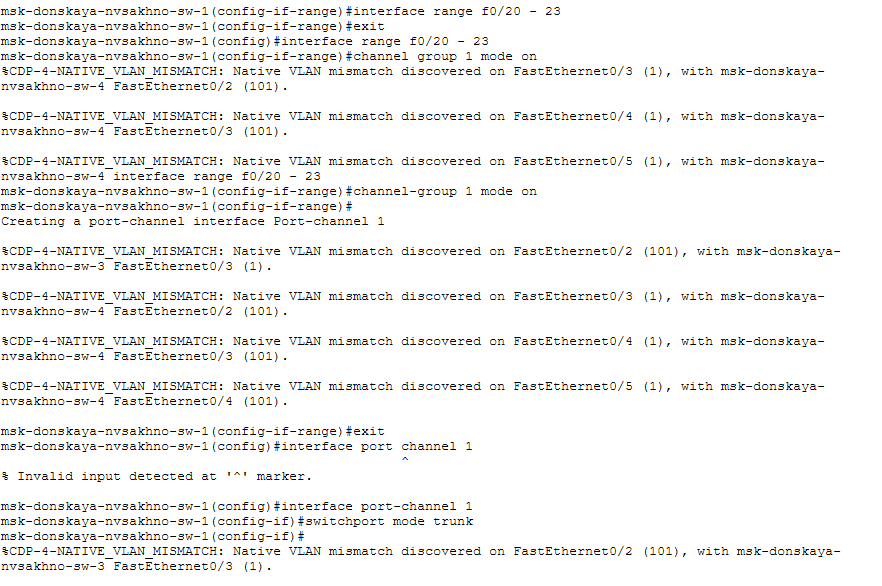 msk-donskaya-nvsakhno-sw-1(config-if-range)#interface range f0/20 - 23
msk-donskaya-nvsakhno-sw-1(config-if-range)#exit
msk-donskaya-nvsakhno-sw-1(config)#interface range f0/20 - 23
msk-donskaya-nvsakhno-sw-1(config-if-range)#channel group 1 mode on
%CDP-4-NATIVE_VLAN_MISMATCH: Native VLAN mismatch discovered on FastEthernet0/3 (1), with msk-donskaya-
nvsakhno-sw-4 FastEthernet0/2 (101).
%CDP-4-NATIVE_VLAN_MISMATCH: Native VLAN mismatch discovered on FastEthernet0/4 (1), with msk-donskaya-
nvsakhno-sw-4 FastEthernet0/3 (101).
%CDP-4-NATIVE_VLAN_MISMATCH: Native VLAN mismatch discovered on FastEthernet0/5 (1), with msk-donskaya-
nvsakhno-sw-4 interface range f0/20 - 23
msk-donskaya-nvsakhno-sw-1(config-if-range)#channel-group 1 mode on
msk-donskaya-nvsakhno-sw-1(config-if-range)#
Creating a port-channel interface Port-channel 1
%CDP-4-NATIVE_VLAN_MISMATCH: Native VLAN mismatch discovered on FastEthernet0/2 (101), with msk-donskaya-
nvsakhno-sw-3 FastEthernet0/3 (1).
%CDP-4-NATIVE_VLAN_MISMATCH: Native VLAN mismatch discovered on FastEthernet0/3 (1), with msk-donskaya-
nvsakhno-sw-4 FastEthernet0/2 (101).
%CDP-4-NATIVE_VLAN_MISMATCH: Native VLAN mismatch discovered on FastEthernet0/4 (1), with msk-donskaya-
nvsakhno-sw-4 FastEthernet0/3 (101).
%CDP-4-NATIVE_VLAN_MISMATCH: Native VLAN mismatch discovered on FastEthernet0/5 (1), with msk-donskaya-
nvsakhno-sw-4 FastEthernet0/4 (101).
msk-donskaya-nvsakhno-sw-1(config-if-range)#exit
msk-donskaya-nvsakhno-sw-1(config)#interface port channel 1
^
% Invalid input detected at '^' marker.
msk-donskaya-nvsakhno-sw-1(config)#interface port-channel 1
msk-donskaya-nvsakhno-sw-1(config-if)#switchport mode trunk
msk-donskaya-nvsakhno-sw-1(config-if)#
%CDP-4-NATIVE_VLAN_MISMATCH: Native VLAN mismatch discovered on FastEthernet0/2 (101), with msk-donskaya-
nvsakhno-sw-3 FastEthernet0/3 (1).